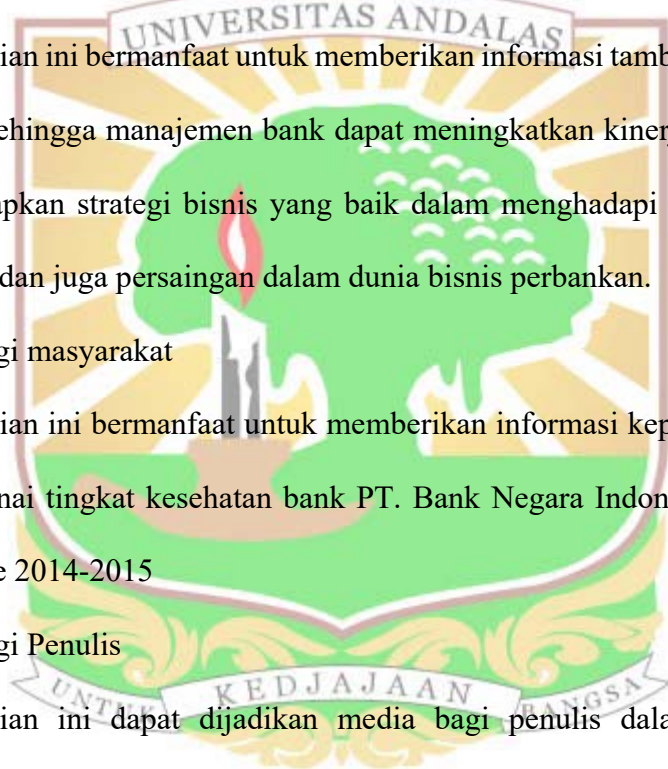 UNIVERSITAS ANDALAS
ian ini bermanfaat untuk memberikan informasi tamb
ehingga manajemen bank dapat meningkatkan kiner
apkan strategi bisnis yang baik dalam menghadapi
dan juga persaingan dalam dunia bisnis perbankan.
gi masyarakat
ian ini bermanfaat untuk memberikan informasi kep
nai tingkat kesehatan bank PT. Bank Negara Indon
e 2014-2015
gi Penulis
UNTUK KEDJAJAAN BANGSA
ian ini dapat dijadikan media bagi penulis dala